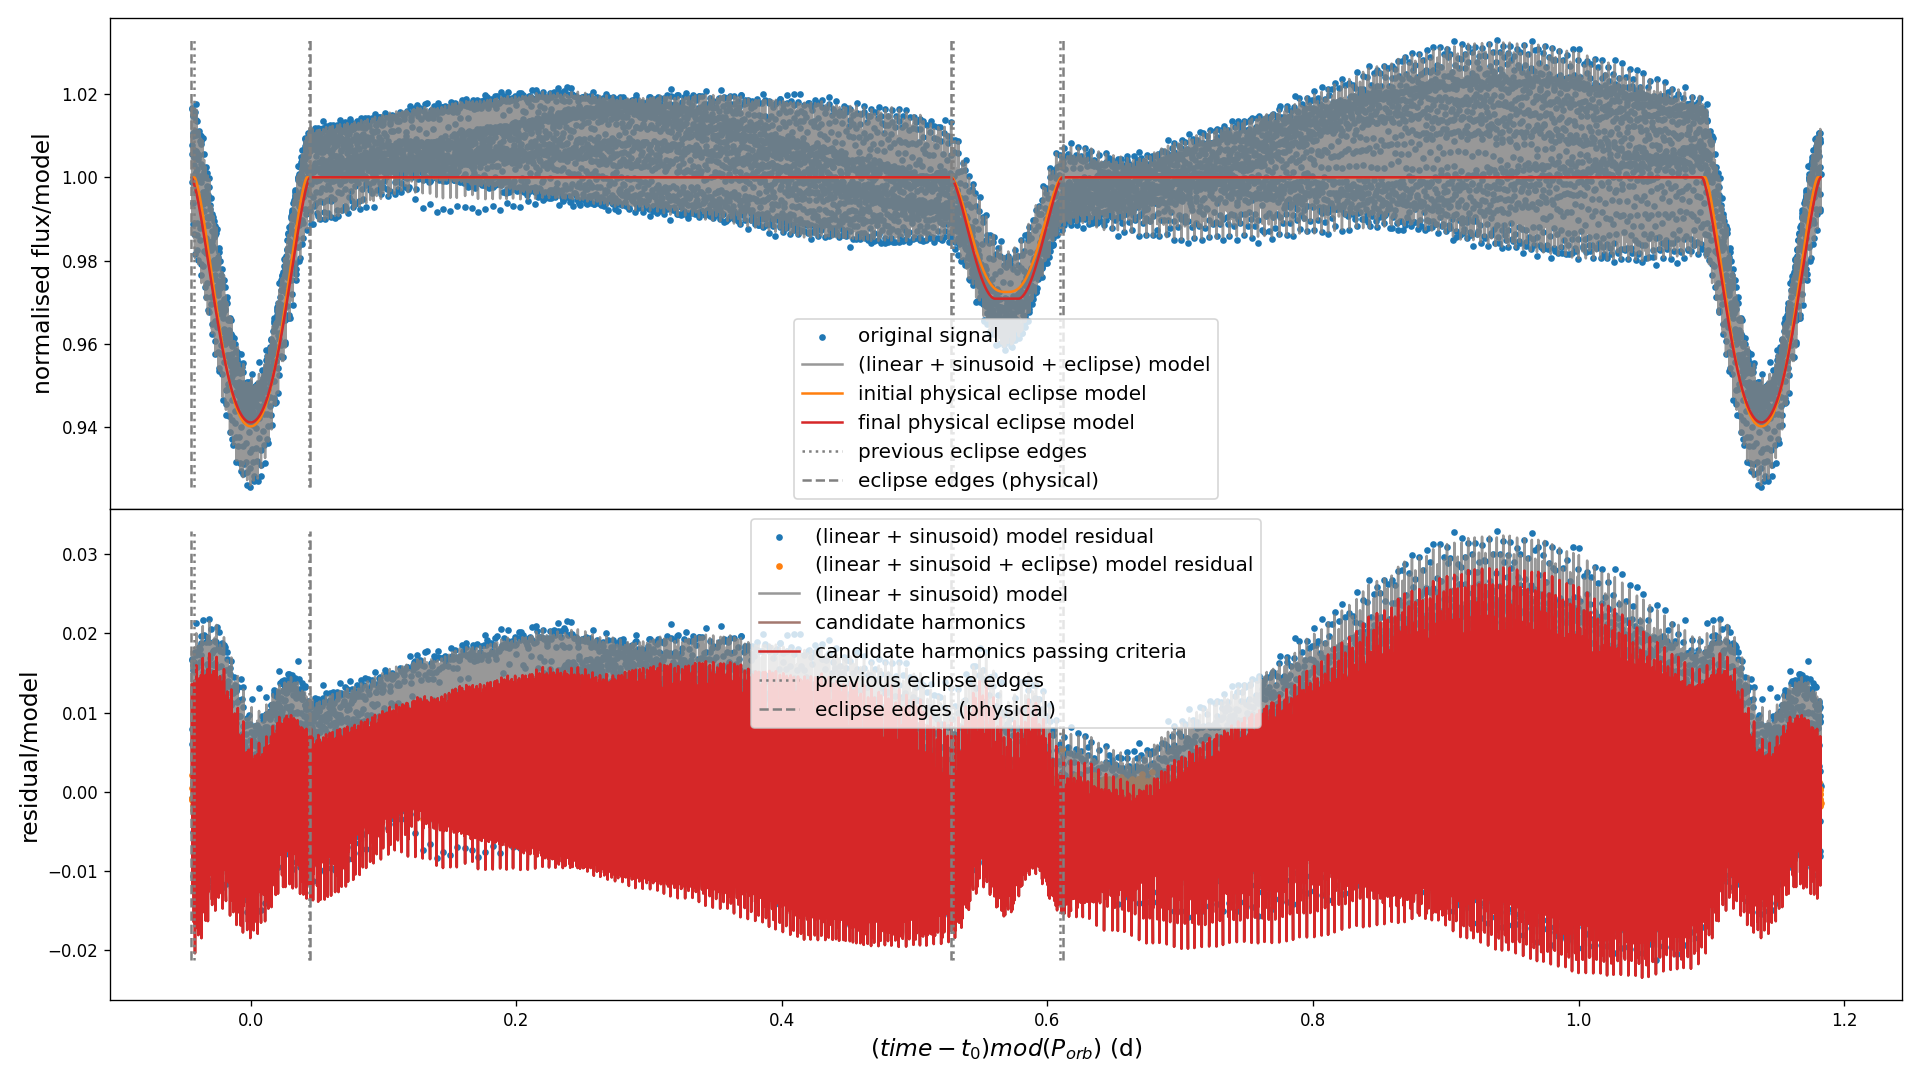 normalised flux/model
1.02
1.00
0.98
0.96
0.94
original signal
(linear + sinusoid + eclipse) model
initial physical eclipse model
final physical eclipse model
previous eclipse edges
eclipse edges (physical)
residual/model
0.03
0.02
0.01
0.00
−0.01
−0.02
(linear + sinusoid) model residual
(linear + sinusoid + eclipse) model residual
(linear + sinusoid) model
candidate harmonics
candidate harmonics passing criteria
previous eclipse edges
eclipse edges (physical)
0.0 0.2 0.4 0.6 0.8 1.0 1.2
(time − t₀)mod(P_orb) (d)